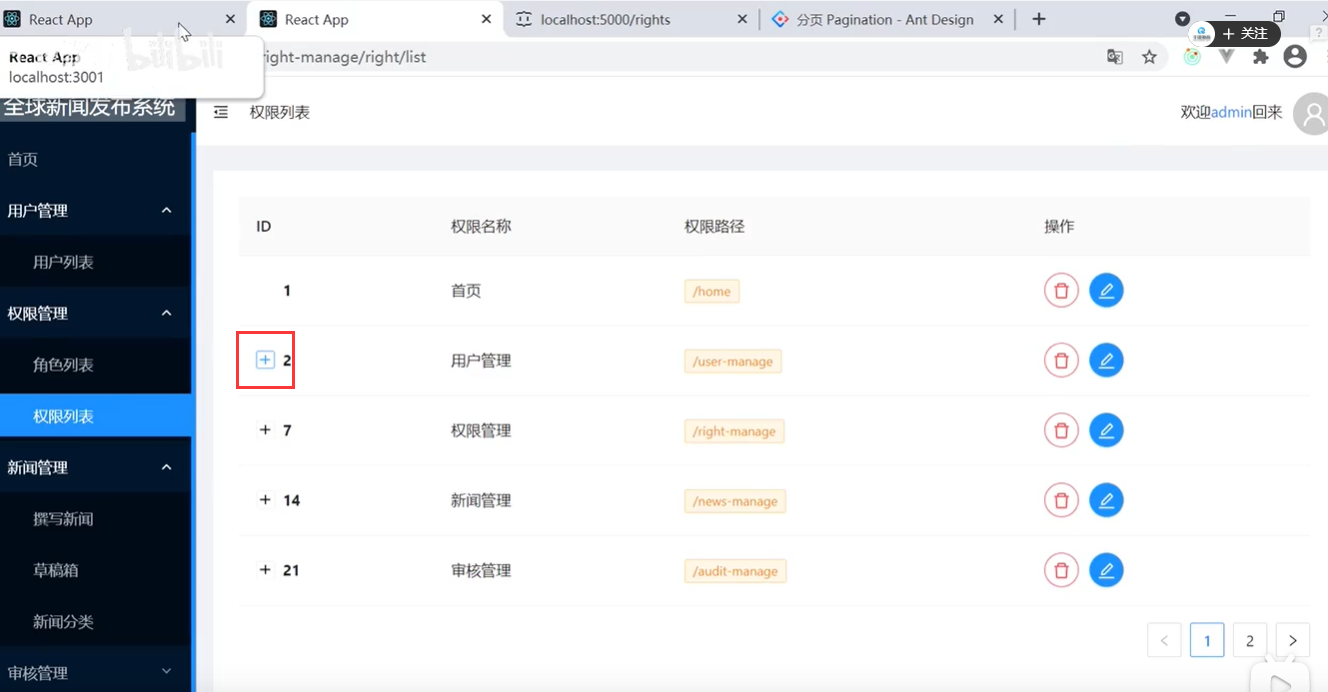 React App
React App
localhost:5000/rights
分页 Pagination - Ant Design
关注
React App
bilibili
localhost:3001
right-manage/right/list
全球新闻发布系统
权限列表
欢迎admin回来
首页
用户管理
用户列表
权限管理
角色列表
权限列表
新闻管理
撰写新闻
草稿箱
新闻分类
审核管理
ID 权限名称 权限路径 操作
1 首页 /home
2 用户管理 /user-manage
+ 7 权限管理 /right-manage
+ 14 新闻管理 /news-manage
+ 21 审核管理 /audit-manage
< 1 2 >